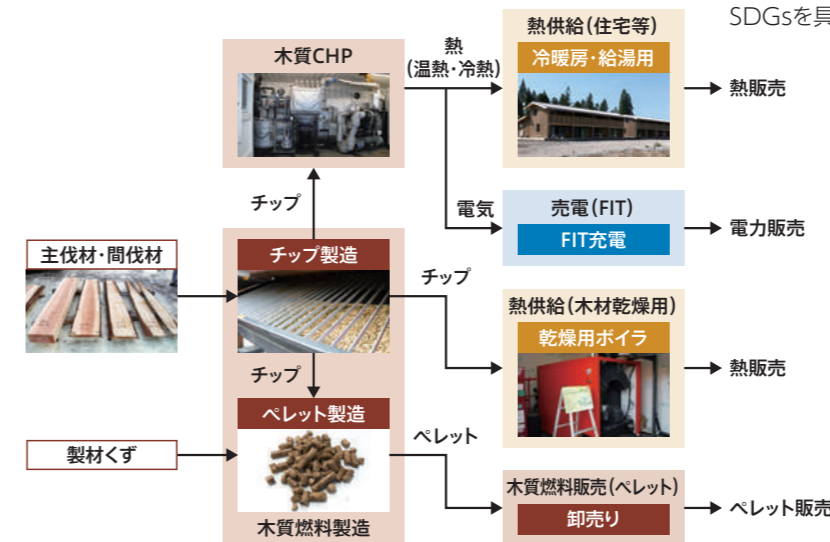 SDGsを具
木質CHP
熱
(温熱・冷熱)
熱供給(住宅等)
冷暖房・給湯用
熱販売
チップ
電気
売電(FIT)
FIT充電
電力販売
主伐材・間伐材
チップ製造
チップ
熱供給(木材乾燥用)
乾燥用ボイラ
熱販売
チップ
ペレット製造
製材くず
ペレット
木質燃料販売(ペレット)
卸売り
ペレット販売
木質燃料製造